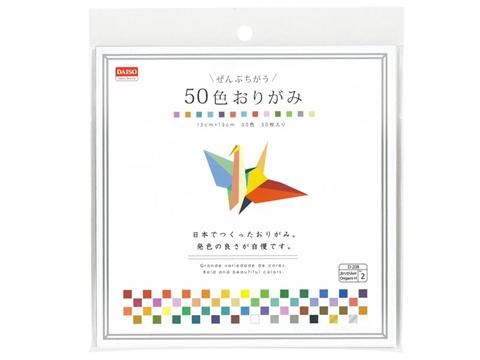 DAISO
ぜんぶちがう
50色おりがみ
15cm×15cm 50色 50枚入り
日本でつくったおりがみ。
発色の良さが自慢です。
Grande variedade de cores.
Bold and beautiful colors.
D-208
2